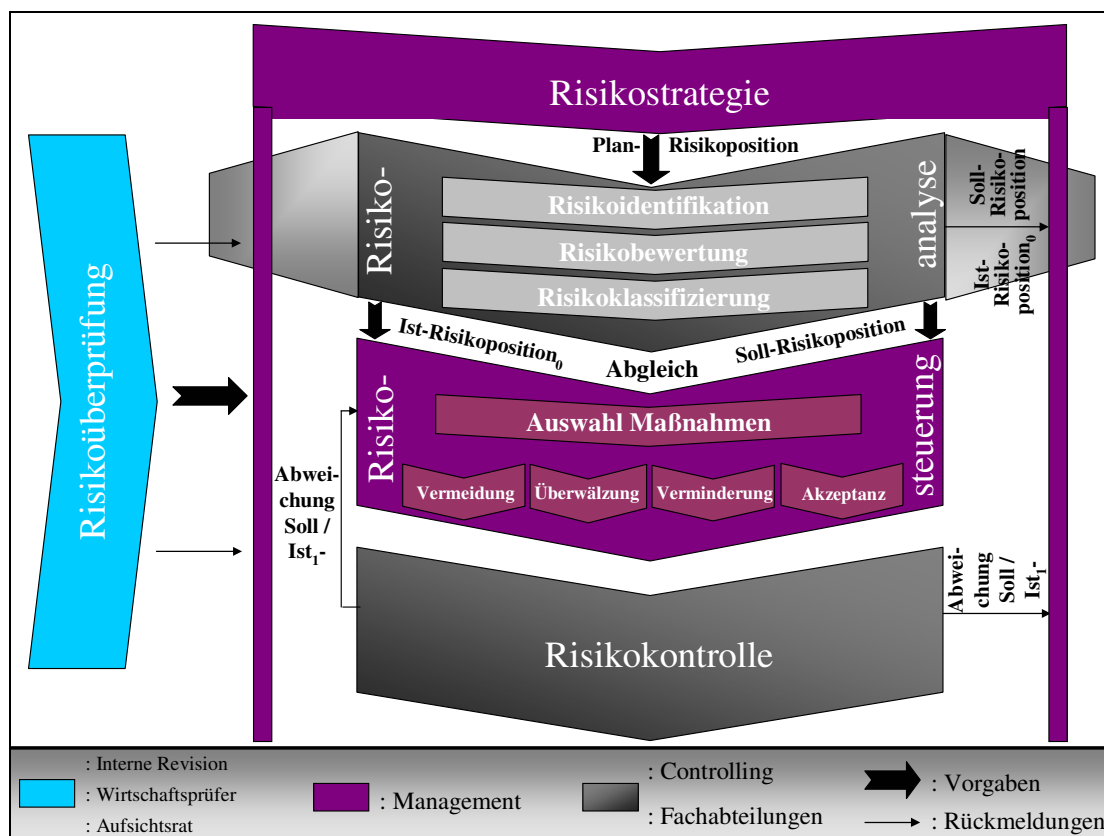 Risikostrategie
Plan- Risikoposition
Risiko-
analyse
Risikoidentifikation
Risikobewertung
Risikoklassifizierung
Soll-
Risiko-
position
Ist-
Risiko-
position0
Risikoüberprüfung
Ist-Risikoposition0
Abgleich
Soll-Risikoposition
Risiko-
steuerung
Auswahl Maßnahmen
Vermeidung
Überwälzung
Verminderung
Akzeptanz
Abwei-
chung
Soll /
Ist1-
Abwei-
chung
Soll /
Ist1-
Risikokontrolle
: Interne Revision
: Wirtschaftsprüfer
: Aufsichtsrat
: Management
: Controlling
: Fachabteilungen
: Vorgaben
: Rückmeldungen